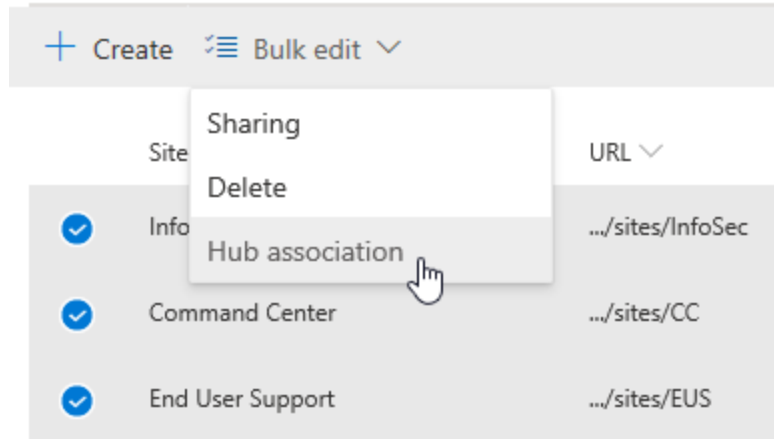 Create Bulk edit
Sharing
Site URL
Delete
Info .../sites/InfoSec
Hub association
Command Center .../sites/CC
End User Support .../sites/EUS